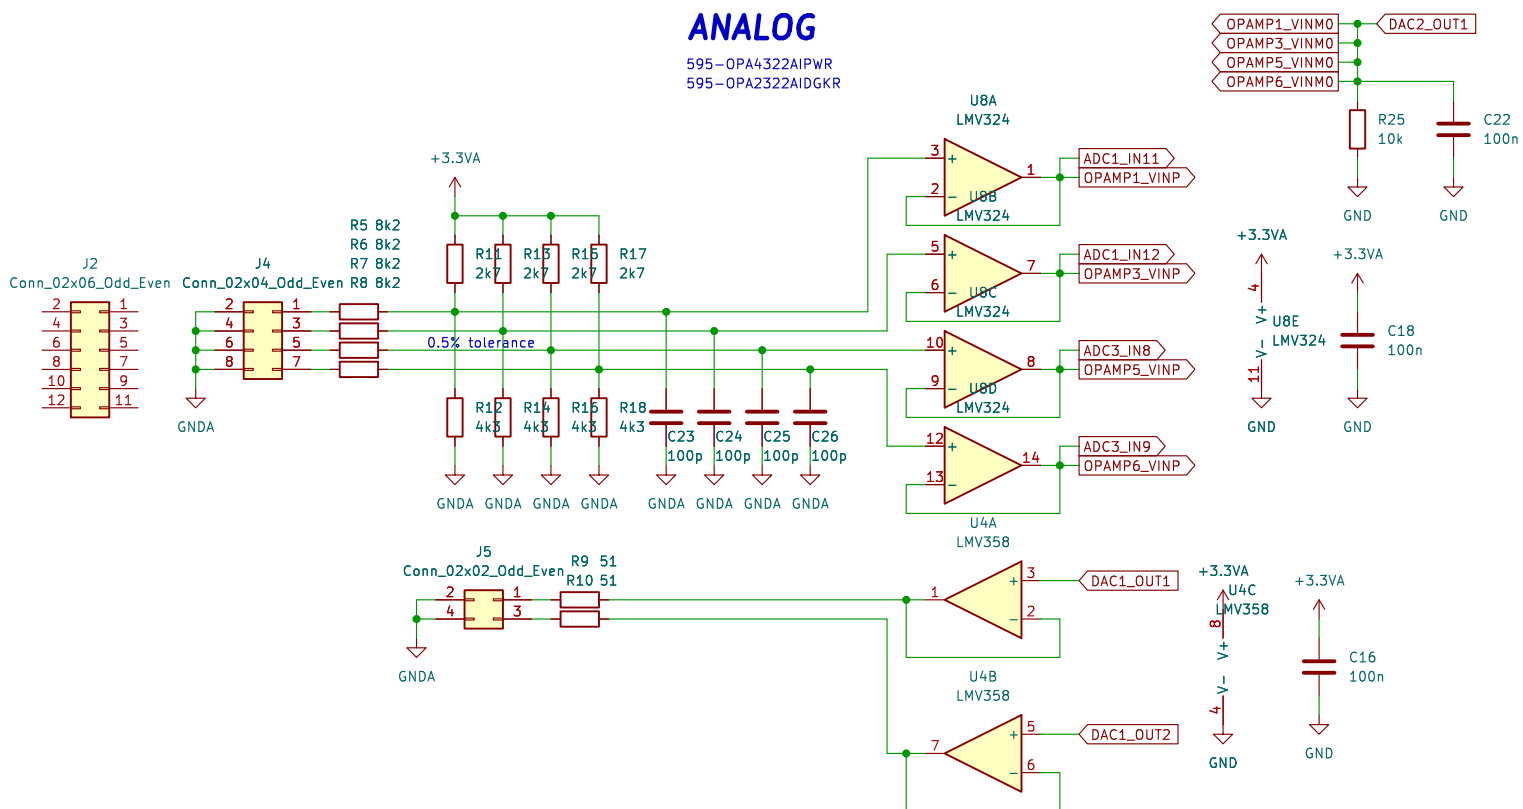 ANALOG
595-OPA4322AIPWR
595-OPA2322AIDGKR
OPAMP1_VINM0
DAC2_OUT1
OPAMP3_VINM0
OPAMP5_VINM0
OPAMP6_VINM0
R25
10k
C22
100n
GND
GND
U8A
LMV324
3
+
2
−
1
ADC1_IN11
OPAMP1_VINP
U8B
LMV324
5
+
6
−
7
ADC1_IN12
OPAMP3_VINP
U8C
LMV324
10
+
9
−
8
ADC3_IN8
OPAMP5_VINP
U8D
LMV324
12
+
13
−
14
ADC3_IN9
OPAMP6_VINP
+3.3VA
4
V+
V−
11
U8E
LMV324
GND
+3.3VA
C18
100n
GND
+3.3VA
R5 8k2
R6 8k2
R7 8k2
R8 8k2
R11
2k7
R13
2k7
R15
2k7
R17
2k7
J2
Conn_02x06_Odd_Even
2 1
4 3
6 5
8 7
10 9
12 11
J4
Conn_02x04_Odd_Even
2 1
4 3
6 5
8 7
GNDA
0.5% tolerance
R12
4k3
R14
4k3
R16
4k3
R18
4k3
C23
100p
C24
100p
C25
100p
C26
100p
GNDA
GNDA
GNDA
GNDA
GNDA
GNDA
GNDA
GNDA
J5
Conn_02x02_Odd_Even
2 1
4 3
GNDA
R9 51
R10 51
U4A
LMV358
1
3
+
2
−
DAC1_OUT1
U4B
LMV358
7
5
+
6
−
DAC1_OUT2
+3.3VA
U4C
LMV358
8
V+
V−
4
GND
+3.3VA
C16
100n
GND